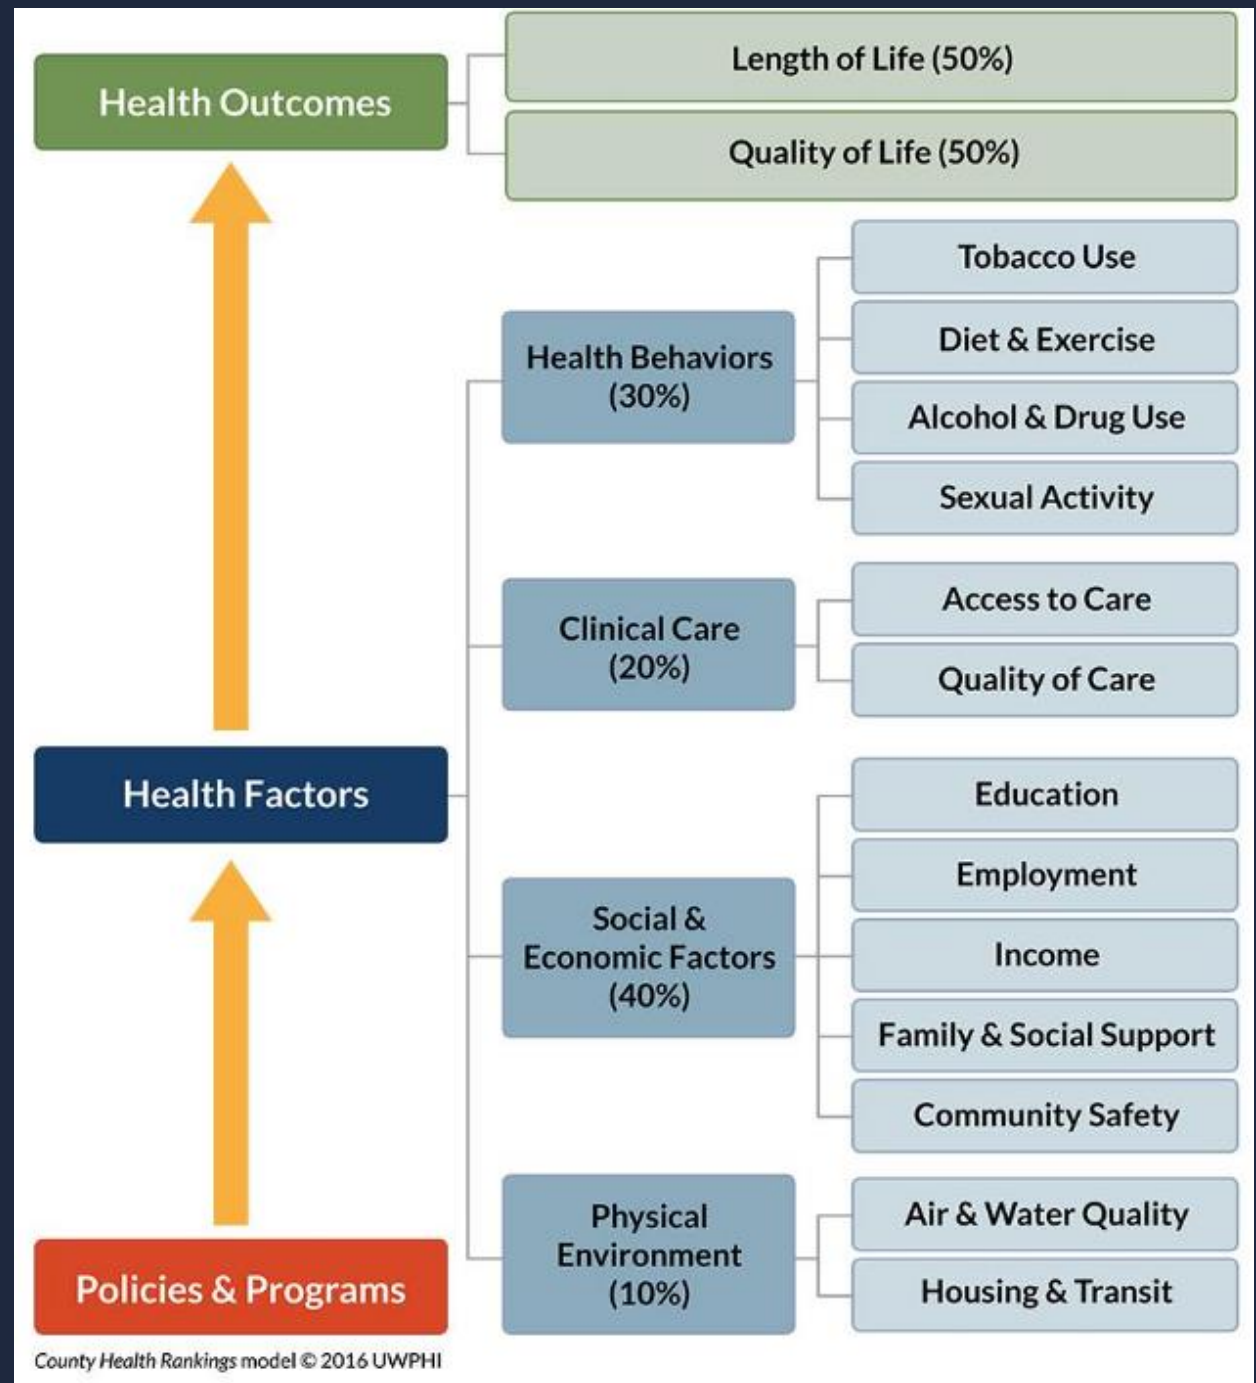 Health Outcomes
Length of Life (50%)
Quality of Life (50%)
Health Factors
Health Behaviors
(30%)
Tobacco Use
Diet & Exercise
Alcohol & Drug Use
Sexual Activity
Clinical Care
(20%)
Access to Care
Quality of Care
Social &
Economic Factors
(40%)
Education
Employment
Income
Family & Social Support
Community Safety
Physical
Environment
(10%)
Air & Water Quality
Housing & Transit
Policies & Programs
County Health Rankings model © 2016 UWPHI